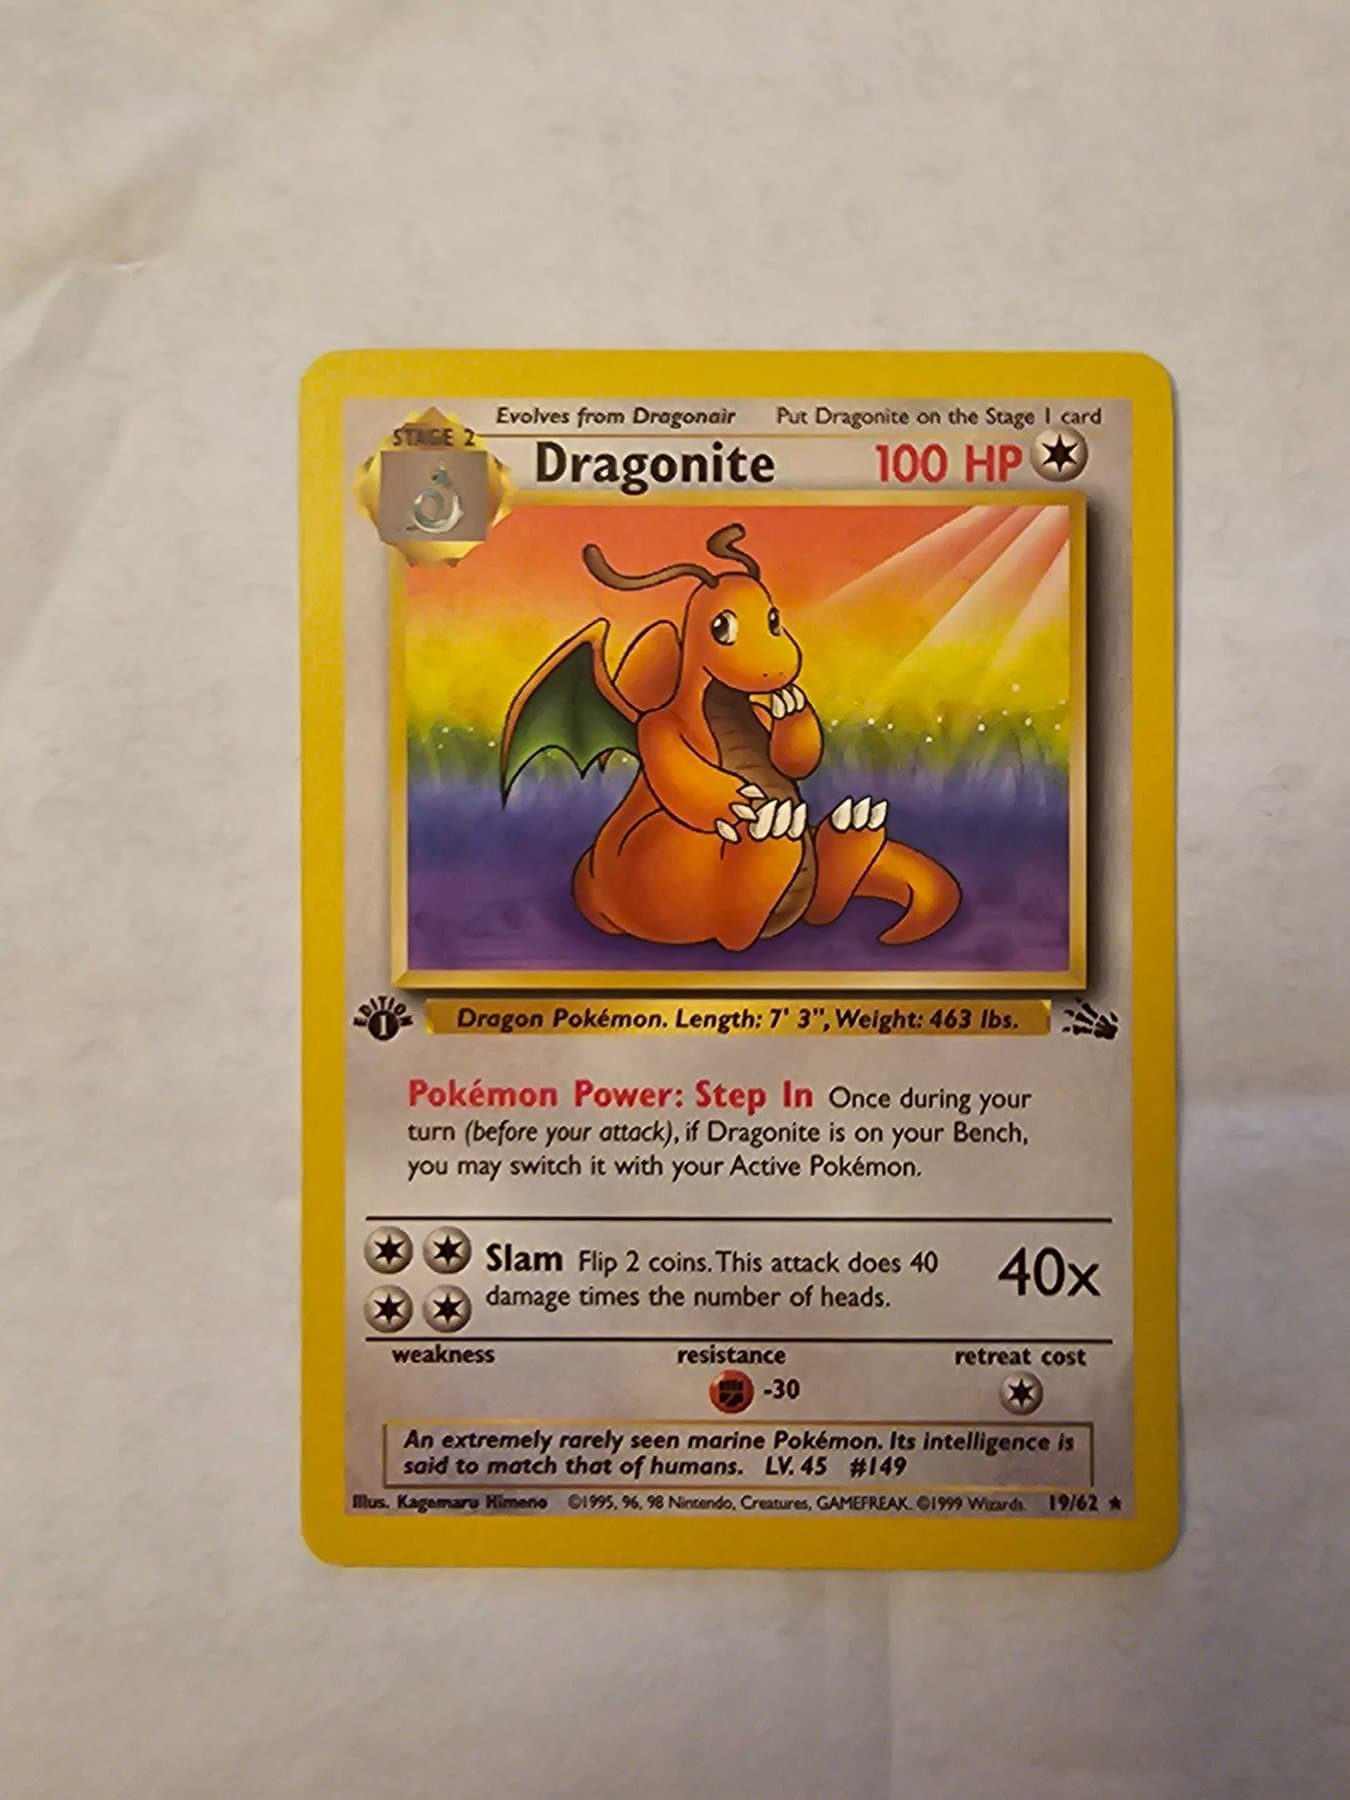 Evolves from Dragonair Put Dragonite on the Stage 1 card
STAGE 2
Dragonite 100 HP
EDITION
1
Dragon Pokémon. Length: 7' 3", Weight: 463 lbs.
Pokémon Power: Step In Once during your
turn (before your attack), if Dragonite is on your Bench,
you may switch it with your Active Pokémon.
Slam Flip 2 coins. This attack does 40
damage times the number of heads.
40x
weakness resistance retreat cost
-30
An extremely rarely seen marine Pokémon. Its intelligence is
said to match that of humans. LV. 45 #149
Illus. Kagemaru Himeno ©1995, 96, 98 Nintendo, Creatures, GAMEFREAK. ©1999 Wizards. 19/62